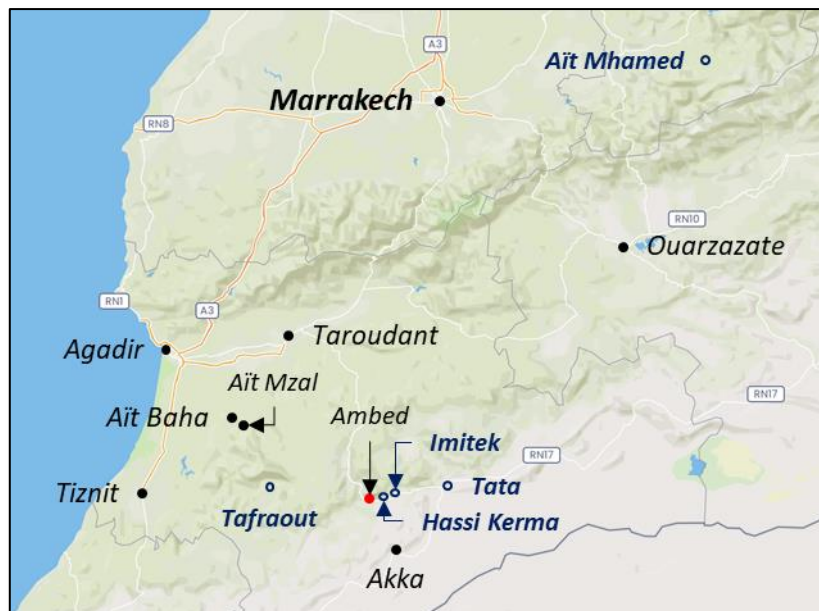 A3
Aït Mhamed
Marrakech
RN8
RN10
Ouarzazate
RN1
A3
Taroudant
Agadir
Aït Mzal
RN17
Aït Baha
Ambed
Imitek
RN17
Tiznit
Tata
Tafraout
Hassi Kerma
Akka